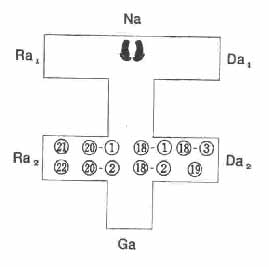 Na
Ra₁ Da₁
㉑ ⑳-① ⑱-① ⑱-③
Ra₂ Da₂
㉒ ⑳-② ⑱-② ⑲
Ga